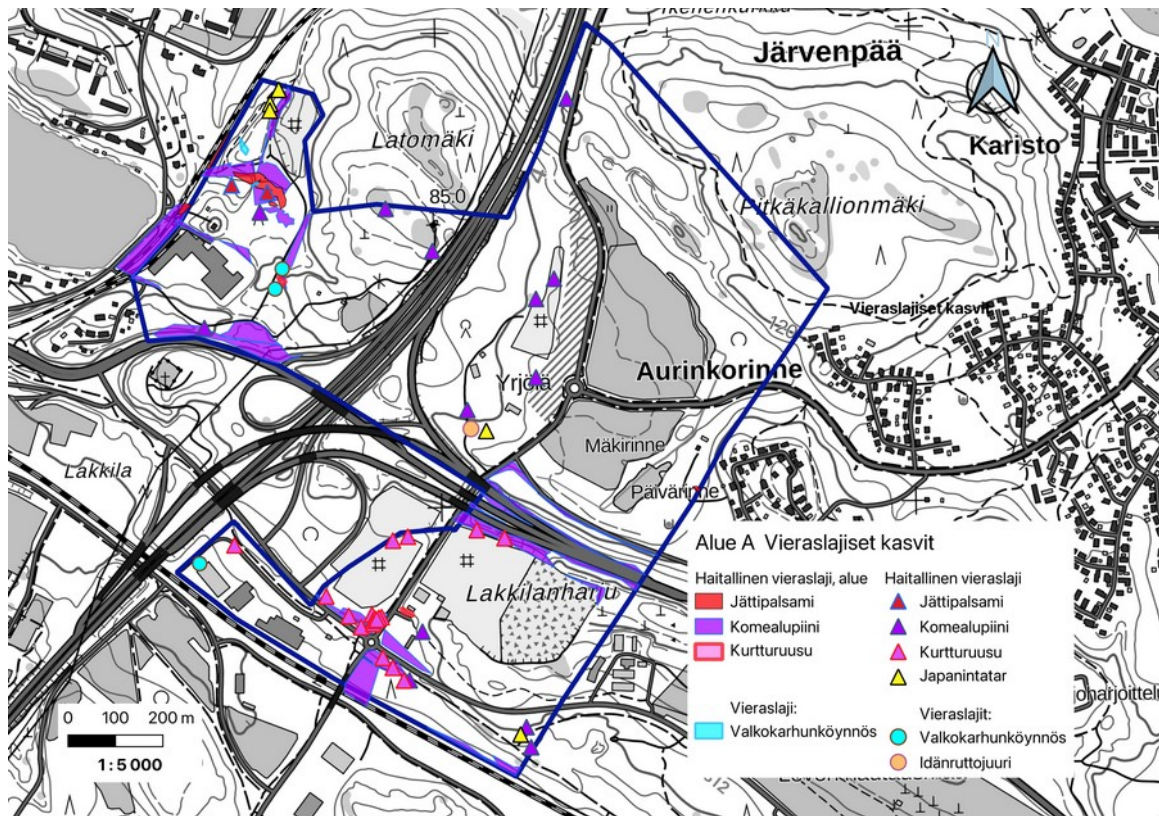 Järvenpää
N
Karisto
Latomäki
85.0
Pitkäkallionmäki
Vieraslajiset kasvit
120
Aurinkorinne
Yrjölä
Mäkirinne
Päivärinne
Lakkila
Lakkilanharju
Alue A Vieraslajiset kasvit
Haitallinen vieraslaji, alue
Jättipalsami
Komealupiini
Kurtturuusu
Vieraslaji:
Valkokarhunköynnös
Haitallinen vieraslaji
Jättipalsami
Komealupiini
Kurtturuusu
Japanintatar
Vieraslajit:
Valkokarhunköynnös
Idänruttojuuri
0 100 200 m
1:5 000